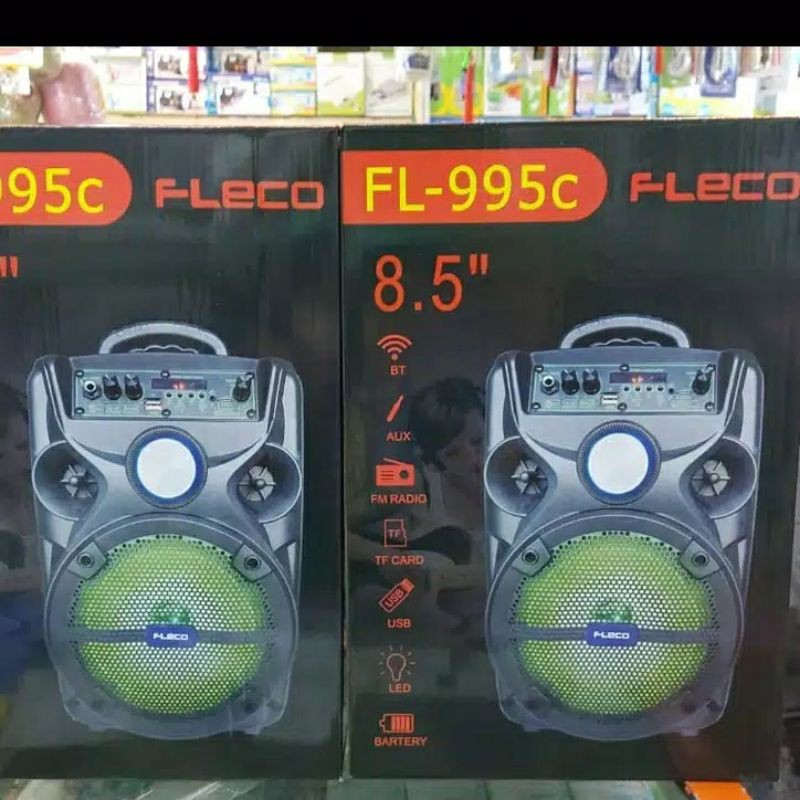 995c FLECO
"
FLECO
FL-995c FLECO
8.5"
BT
AUX
FM RADIO
TF
TF CARD
USB
USB
LED
BARTERY
FLECO